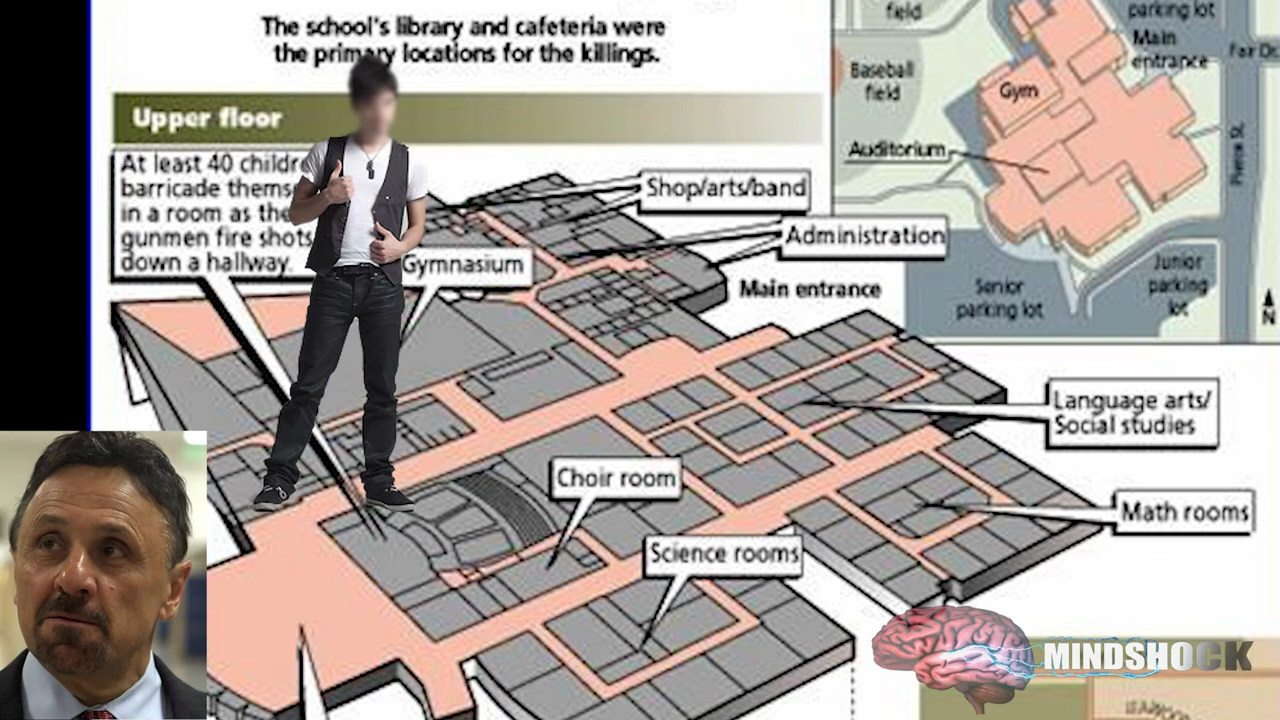 The school's library and cafeteria were
the primary locations for the killings.
Upper floor
At least 40 childre
barricade thems
in a room as the
gunmen fire shots
down a hallway.
Gymnasium
Shop/arts/band
Administration
Main entrance
Language arts/
Social studies
Math rooms
Choir room
Science rooms
field
parking lot
Main
entrance
Baseball
field
Gym
Auditorium
Pierce St.
Senior
parking lot
Junior
parking
lot
N
MINDSHOCK